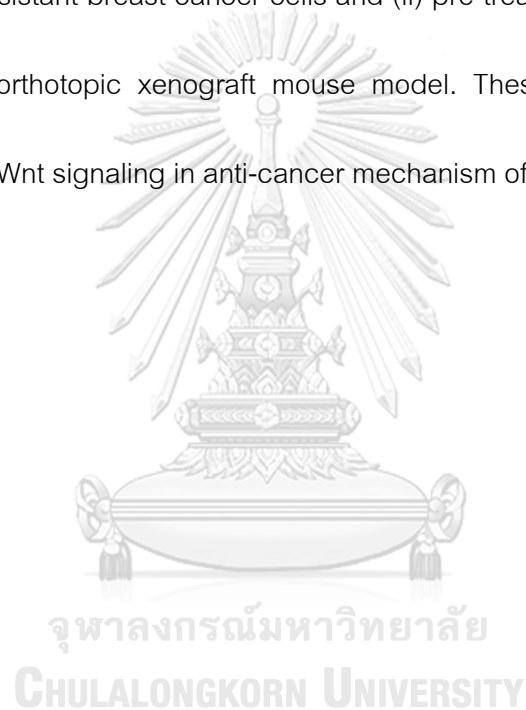 sistant breast cancer cells and (ii) pre-trea
orthotopic xenograft mouse model. Thes
Wnt signaling in anti-cancer mechanism of
จุฬาลงกรณ์มหาวิทยาลัย
CHULALONGKORN UNIVERSITY